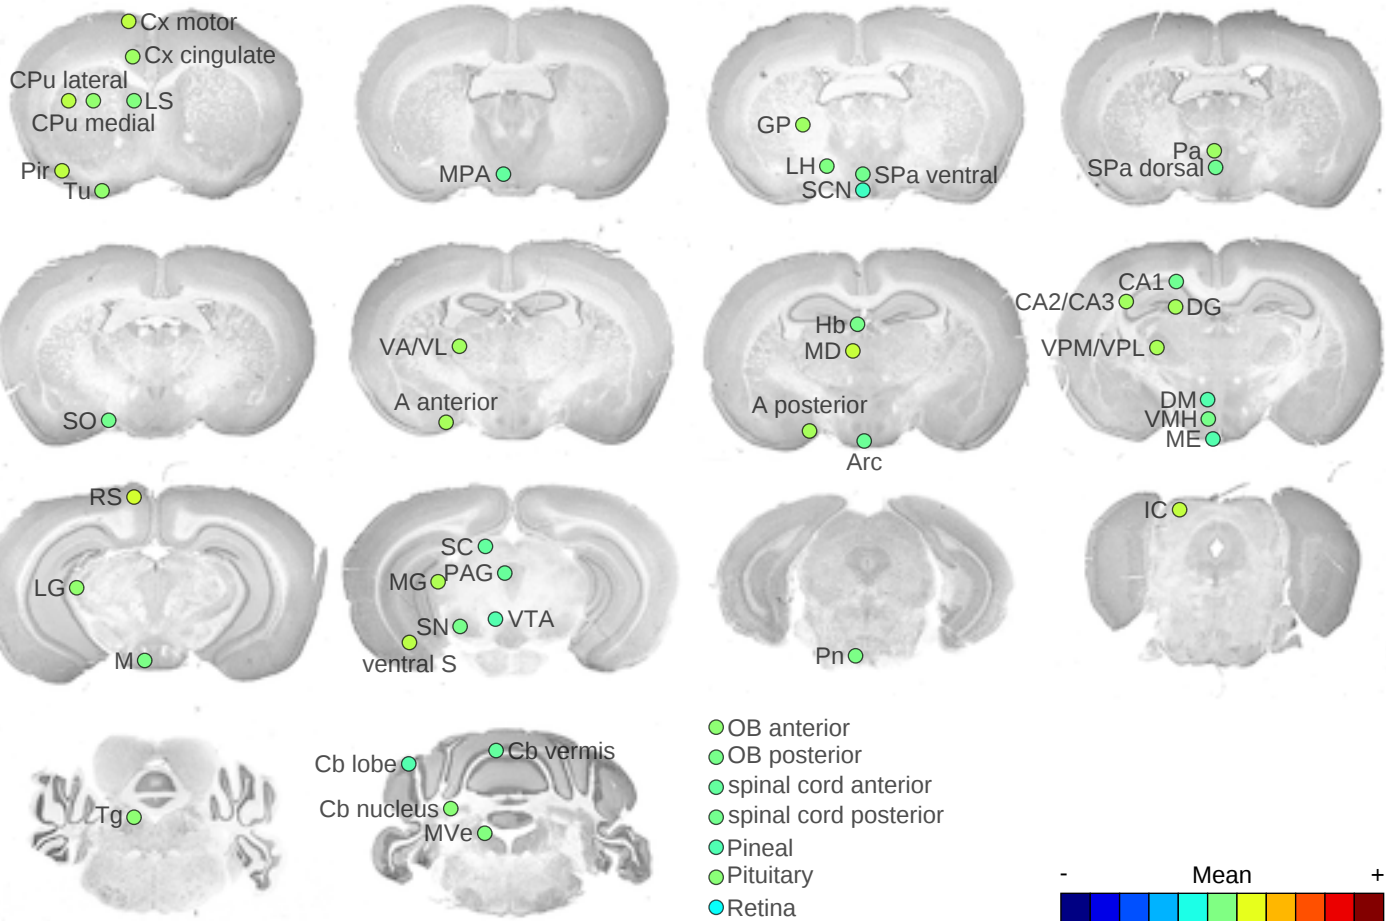 Cx motor
Cx cingulate
CPu lateral
LS
CPu medial
Pir
Tu
MPA
GP
LH
SPa ventral
SCN
Pa
SPa dorsal
SO
VA/VL
A anterior
Hb
MD
A posterior
Arc
CA1
CA2/CA3
DG
VPM/VPL
DM
VMH
ME
RS
LG
M
SC
MG
PAG
SN
VTA
ventral S
Pn
IC
Tg
Cb lobe
Cb vermis
Cb nucleus
MVe
OB anterior
OB posterior
spinal cord anterior
spinal cord posterior
Pineal
Pituitary
Retina
- Mean +